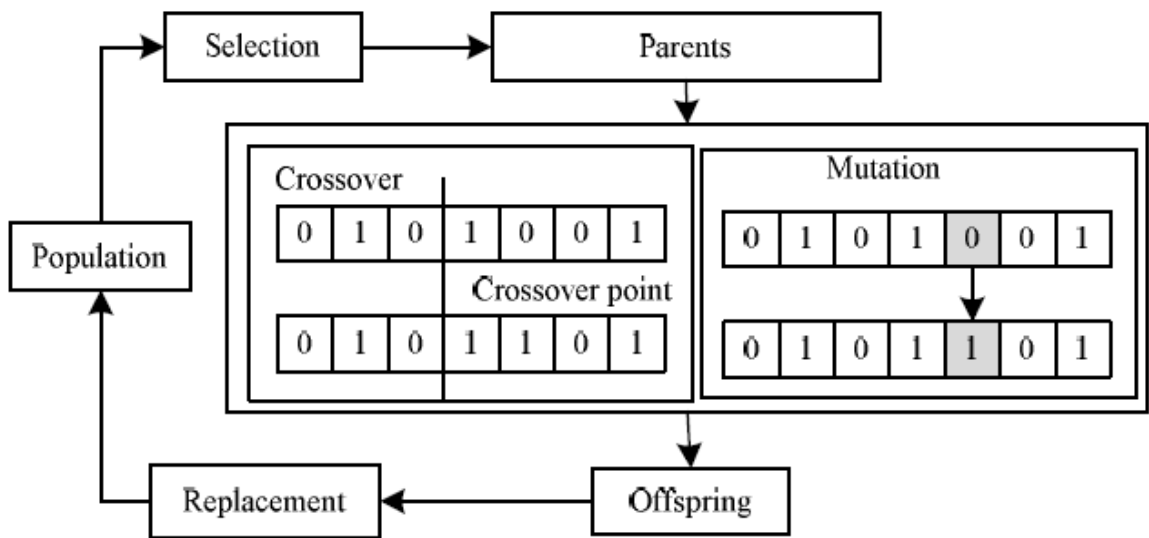 Selection
Parents
Crossover
Mutation
0 1 0 1 0 0 1
0 1 0 1 0 0 1
Population
Crossover point
0 1 0 1 1 0 1
0 1 0 1 1 0 1
Replacement
Offspring